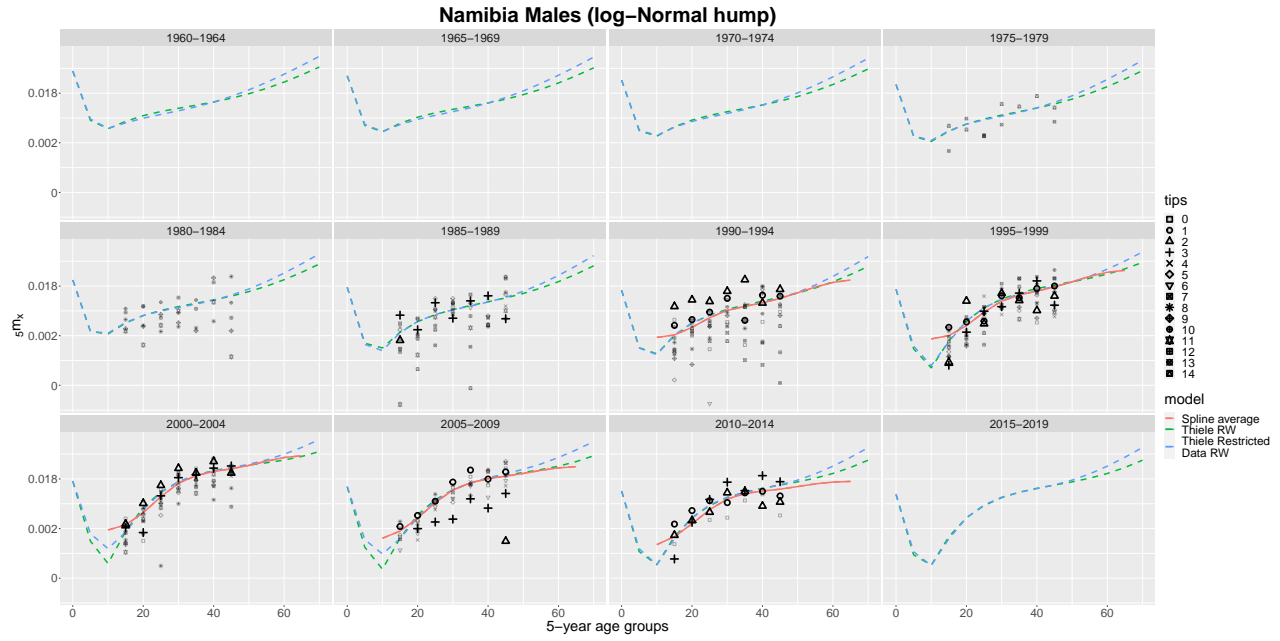 Namibia Males (log−Normal hump)
1960−1964 1965−1969 1970−1974 1975−1979
0.018
0.002
0
1980−1984 1985−1989 1990−1994 1995−1999
0.018
0.002
0
2000−2004 2005−2009 2010−2014 2015−2019
0.018
0.002
0
0 20 40 60 0 20 40 60 0 20 40 60 0 20 40 60
5−year age groups
5mx
tips
0
1
2
3
4
5
6
7
8
9
10
11
12
13
14
model
Spline average
Thiele RW
Thiele Restricted
Data RW